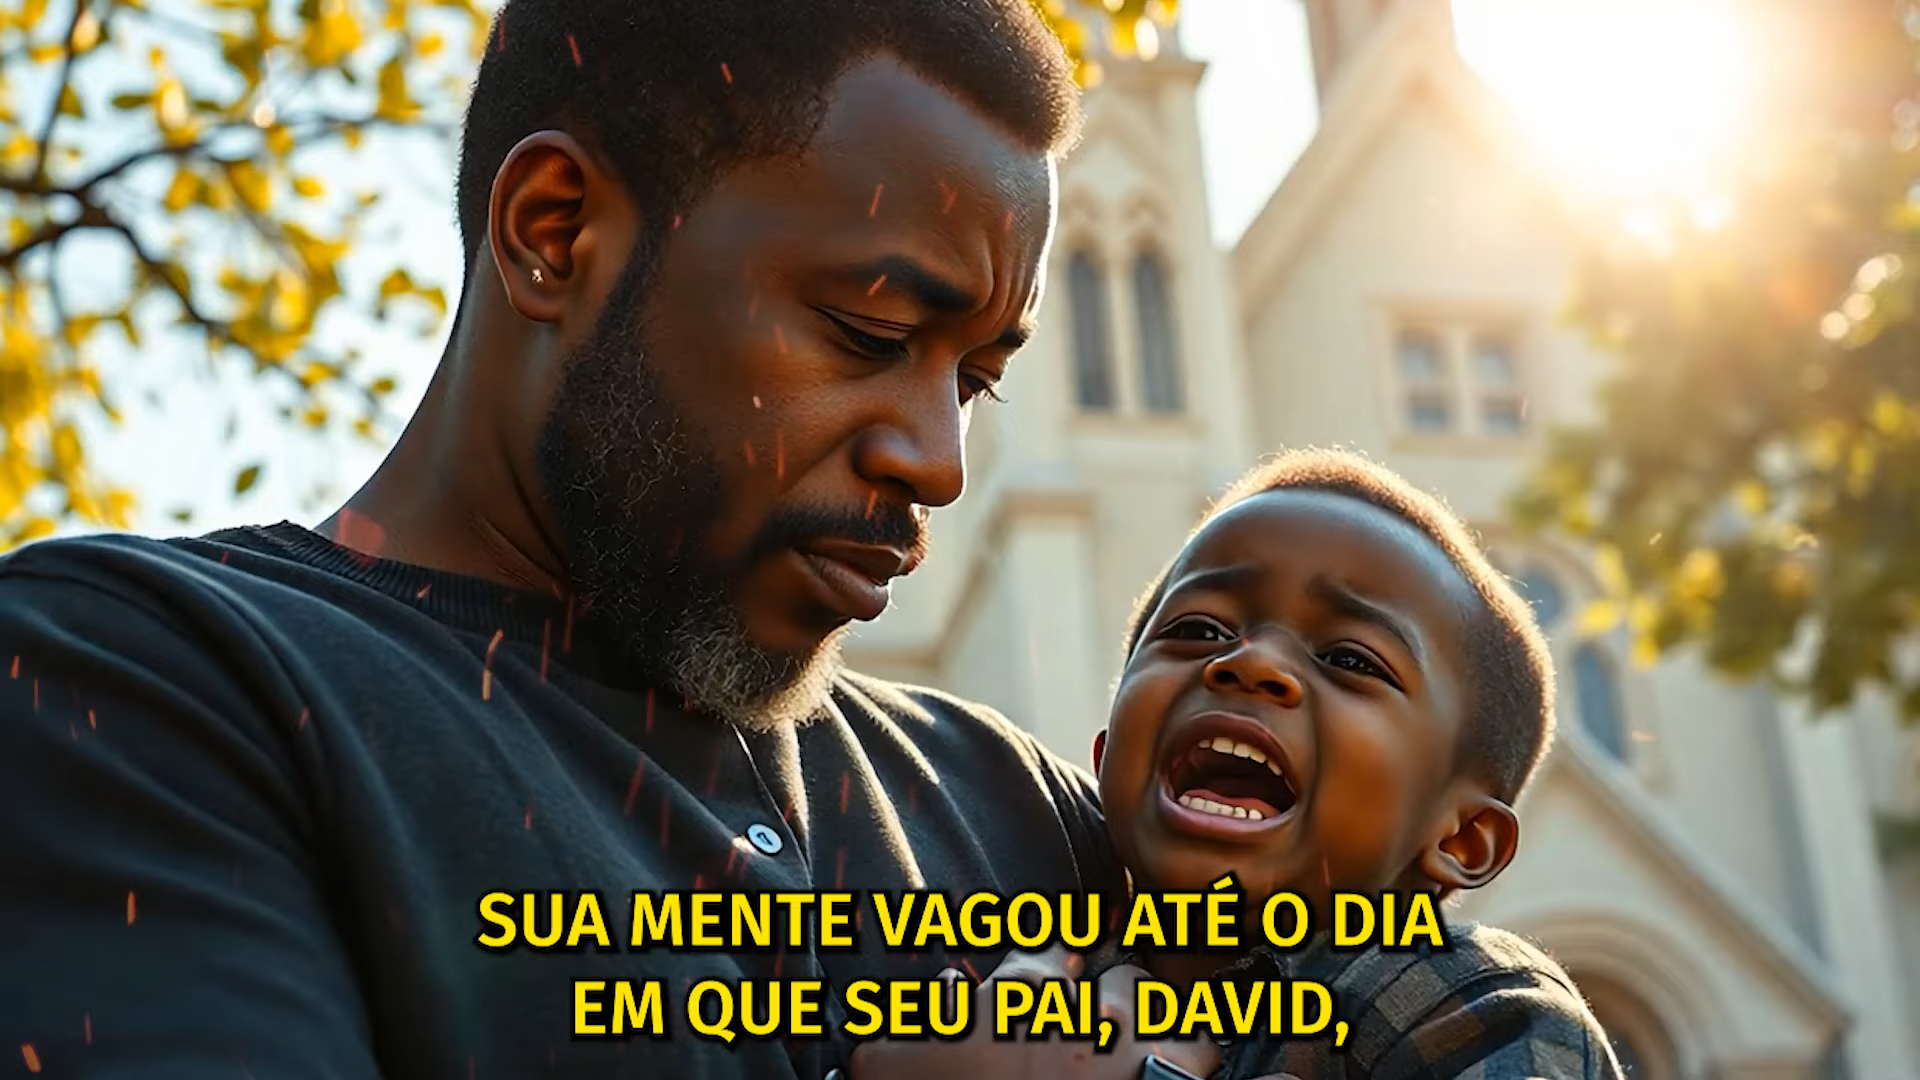 SUA MENTE VAGOU ATÉ O DIA
EM QUE SEU PAI, DAVID,